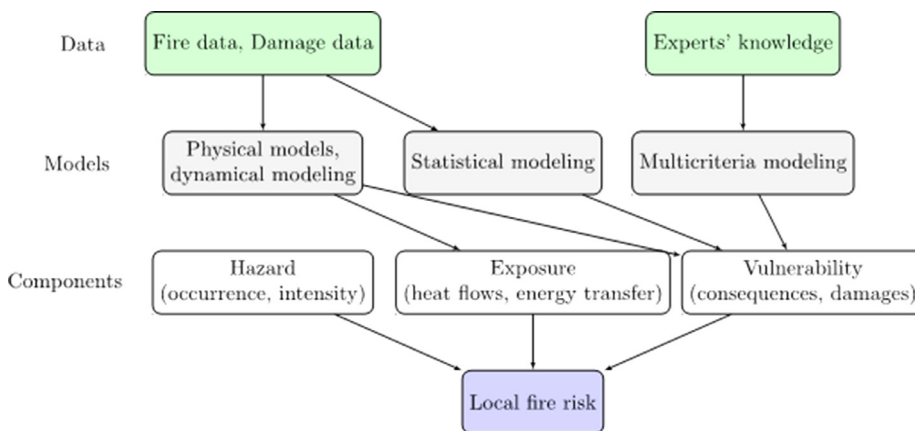 Data
Fire data, Damage data
Experts' knowledge
Models
Physical models,
dynamical modeling
Statistical modeling
Multicriteria modeling
Components
Hazard
(occurrence, intensity)
Exposure
(heat flows, energy transfer)
Vulnerability
(consequences, damages)
Local fire risk